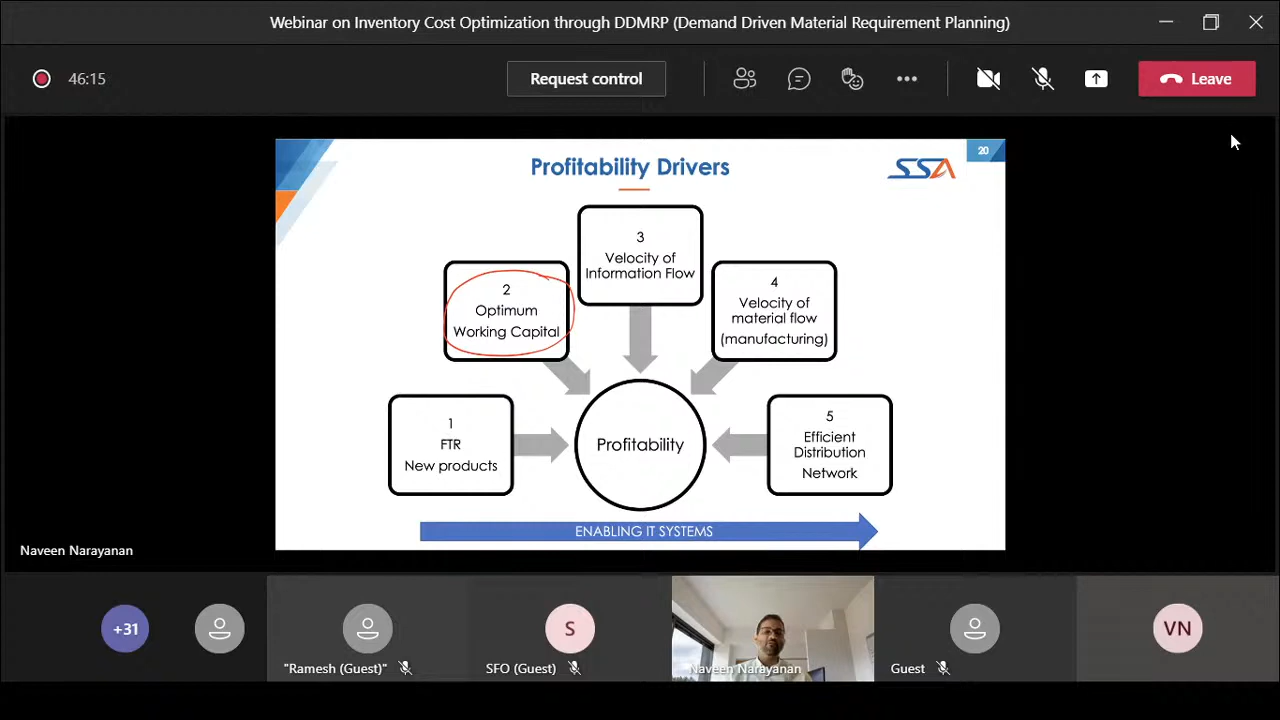 Webinar on Inventory Cost Optimization through DDMRP (Demand Driven Material Requirement Planning)
46:15
Request control
Leave
Profitability Drivers
SSA
20
3
Velocity of
Information Flow
2
Optimum
Working Capital
4
Velocity of
material flow
(manufacturing)
1
FTR
New products
Profitability
5
Efficient
Distribution
Network
ENABLING IT SYSTEMS
Naveen Narayanan
+31
"Ramesh (Guest)"
S
SFO (Guest)
Naveen Narayanan
Guest
VN